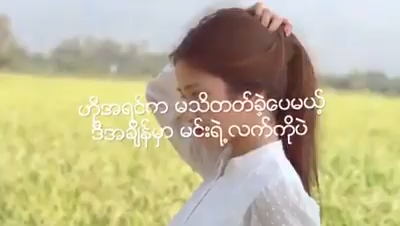 ဟိုအရင်က မသိတတ်ခဲ့ပေမယ့်
ဒီအချိန်မှာ မင်းရဲ့လက်ကိုပဲ